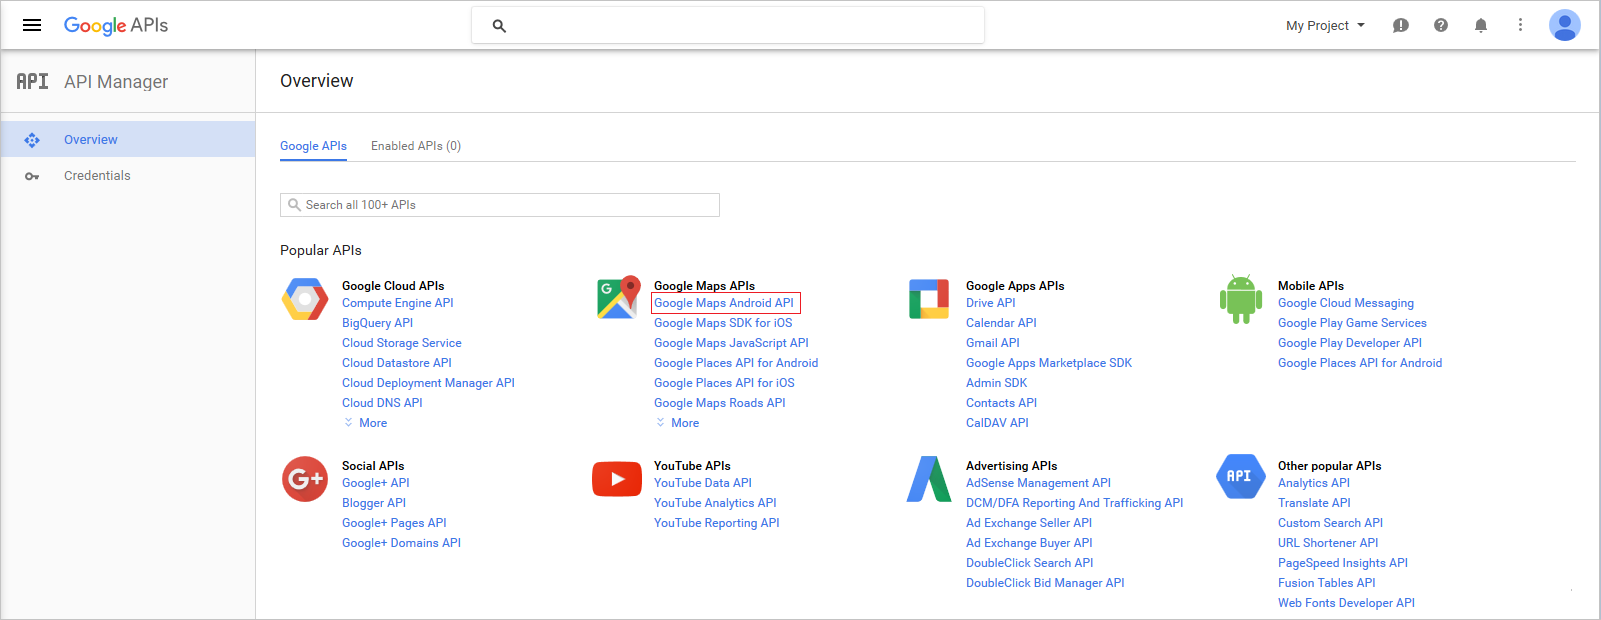 Google APIs
My Project
API API Manager
Overview
Overview
Credentials
Google APIs
Enabled APIs (0)
Search all 100+ APIs
Popular APIs
Google Cloud APIs
Compute Engine API
BigQuery API
Cloud Storage Service
Cloud Datastore API
Cloud Deployment Manager API
Cloud DNS API
More
G
Google Maps APIs
Google Maps Android API
Google Maps SDK for iOS
Google Maps JavaScript API
Google Places API for Android
Google Places API for iOS
Google Maps Roads API
More
Google Apps APIs
Drive API
Calendar API
Gmail API
Google Apps Marketplace SDK
Admin SDK
Contacts API
CalDAV API
Mobile APIs
Google Cloud Messaging
Google Play Game Services
Google Play Developer API
Google Places API for Android
G+
Social APIs
Google+ API
Blogger API
Google+ Pages API
Google+ Domains API
YouTube APIs
YouTube Data API
YouTube Analytics API
YouTube Reporting API
Advertising APIs
AdSense Management API
DCM/DFA Reporting And Trafficking API
Ad Exchange Seller API
Ad Exchange Buyer API
DoubleClick Search API
DoubleClick Bid Manager API
API
Other popular APIs
Analytics API
Translate API
Custom Search API
URL Shortener API
PageSpeed Insights API
Fusion Tables API
Web Fonts Developer API